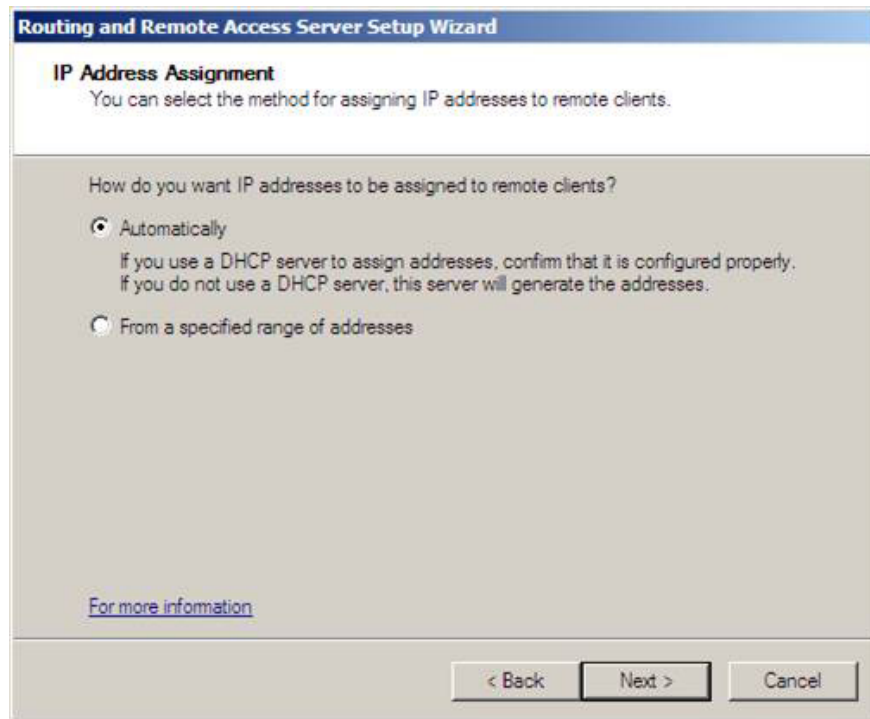 Routing and Remote Access Server Setup Wizard
IP Address Assignment
You can select the method for assigning IP addresses to remote clients.
How do you want IP addresses to be assigned to remote clients?
Automatically
If you use a DHCP server to assign addresses, confirm that it is configured properly.
If you do not use a DHCP server, this server will generate the addresses.
From a specified range of addresses
For more information
< Back Next > Cancel